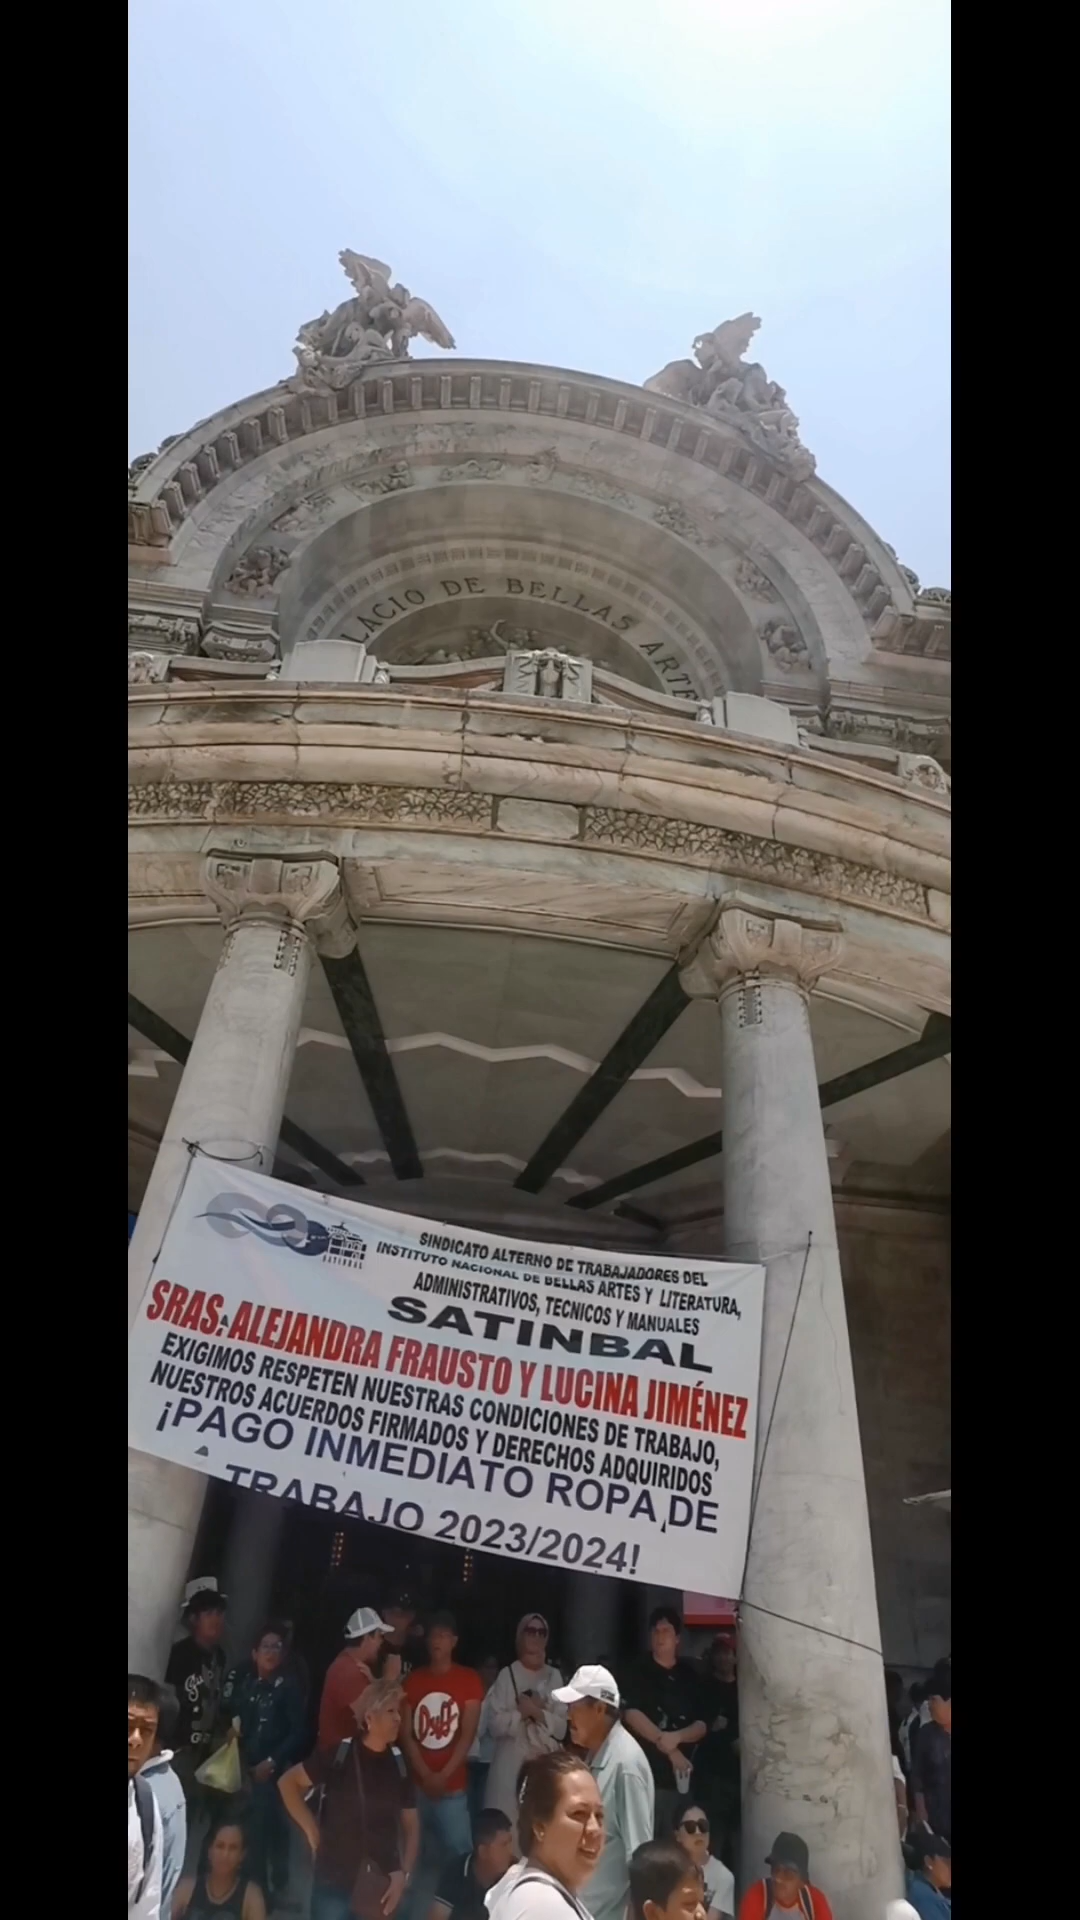 LACIO DE BELLAS ARTE
SATINBAL
SINDICATO ALTERNO DE TRABAJADORES DEL
INSTITUTO NACIONAL DE BELLAS ARTES Y LITERATURA,
ADMINISTRATIVOS, TECNICOS Y MANUALES
SATINBAL
SRAS. ALEJANDRA FRAUSTO Y LUCINA JIMÉNEZ
EXIGIMOS RESPETEN NUESTRAS CONDICIONES DE TRABAJO,
NUESTROS ACUERDOS FIRMADOS Y DERECHOS ADQUIRIDOS
¡PAGO INMEDIATO ROPA DE
TRABAJO 2023/2024!
Duff